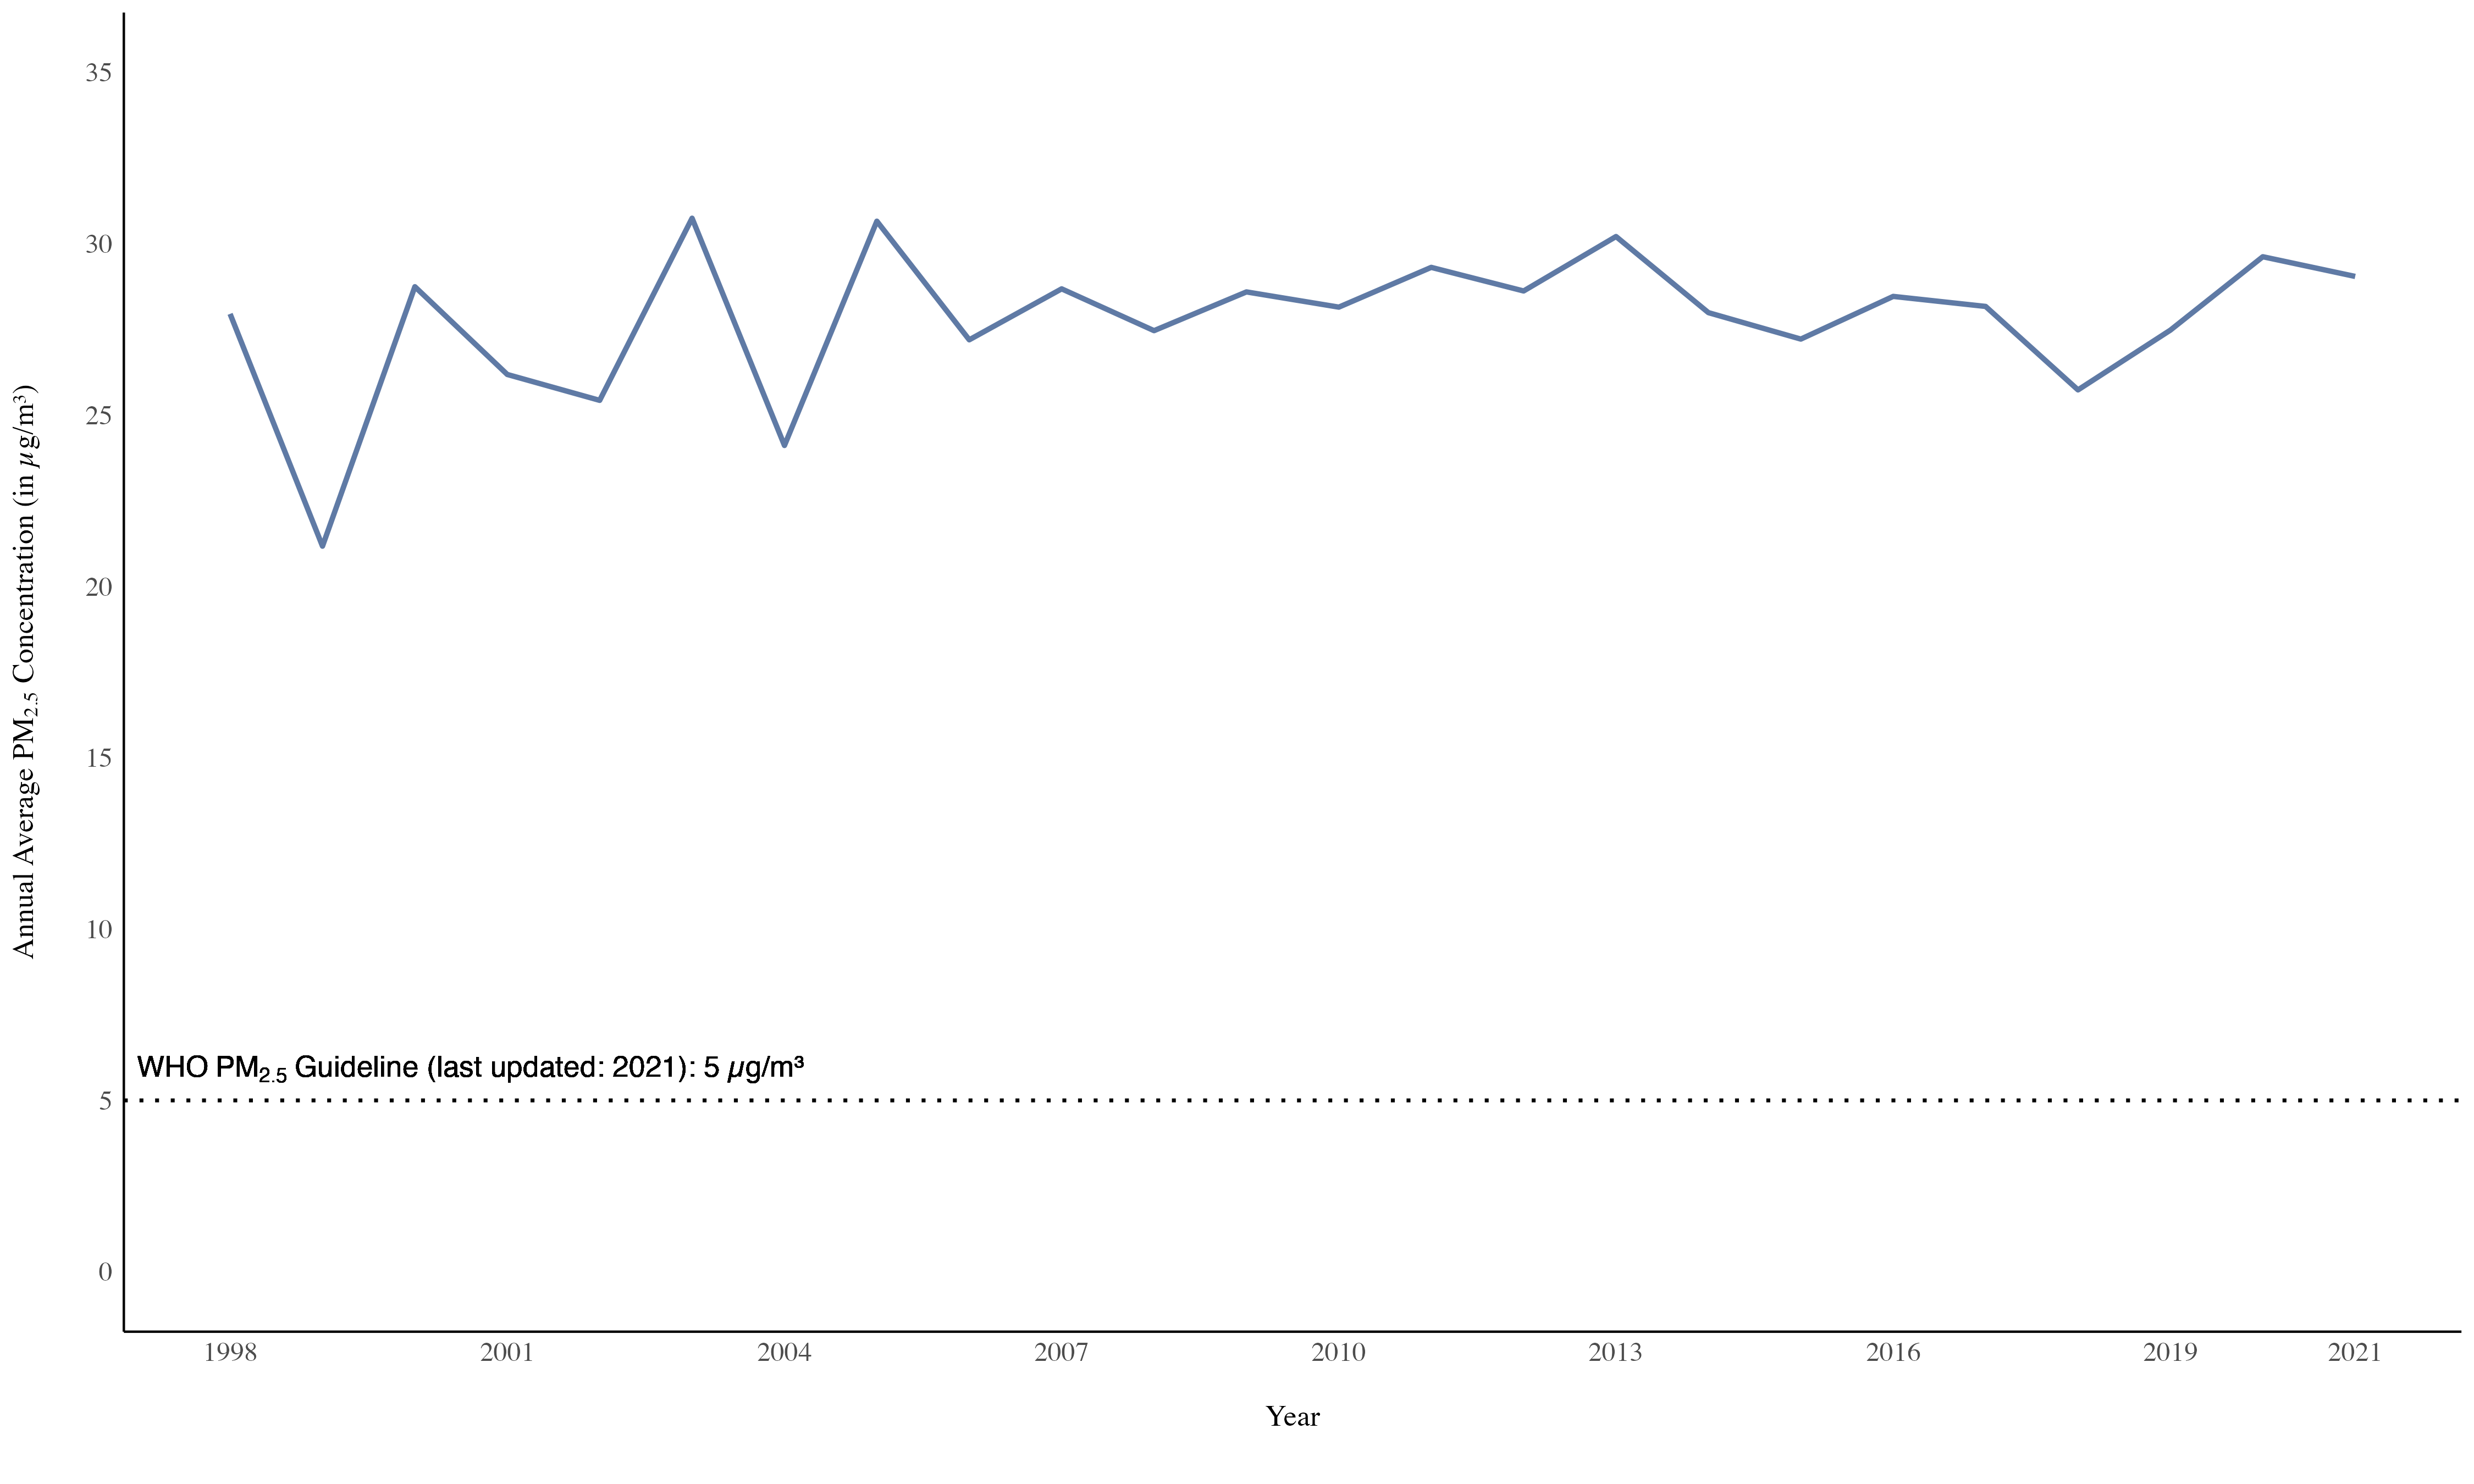 35
30
25
20
15
10
5
0
Annual Average PM2.5 Concentration (in µg/m³)
WHO PM2.5 Guideline (last updated: 2021): 5 µg/m³
1998 2001 2004 2007 2010 2013 2016 2019 2021
Year